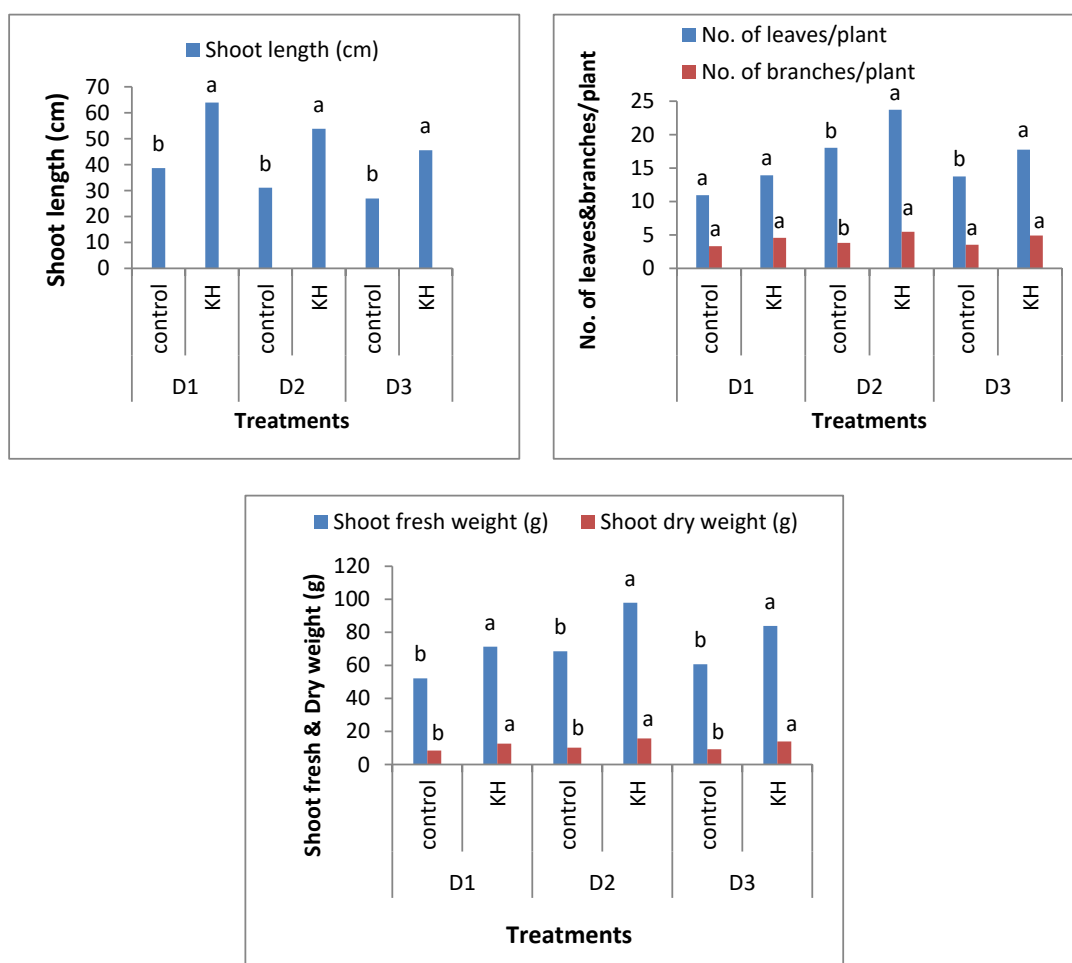 Shoot length (cm)
Shoot length (cm)
70
60
50
40
30
20
10
0
b
a
b
a
b
a
control
KH
control
KH
control
KH
D1
D2
D3
Treatments
No. of leaves/plant
No. of branches/plant
No. of leaves&branches/plant
25
20
15
10
5
0
a
a
a
a
b
b
a
a
b
a
a
a
control
KH
control
KH
control
KH
D1
D2
D3
Treatments
Shoot fresh weight (g)
Shoot dry weight (g)
Shoot fresh & Dry weight (g)
120
100
80
60
40
20
0
b
b
a
a
b
b
a
a
b
b
a
a
control
KH
control
KH
control
KH
D1
D2
D3
Treatments